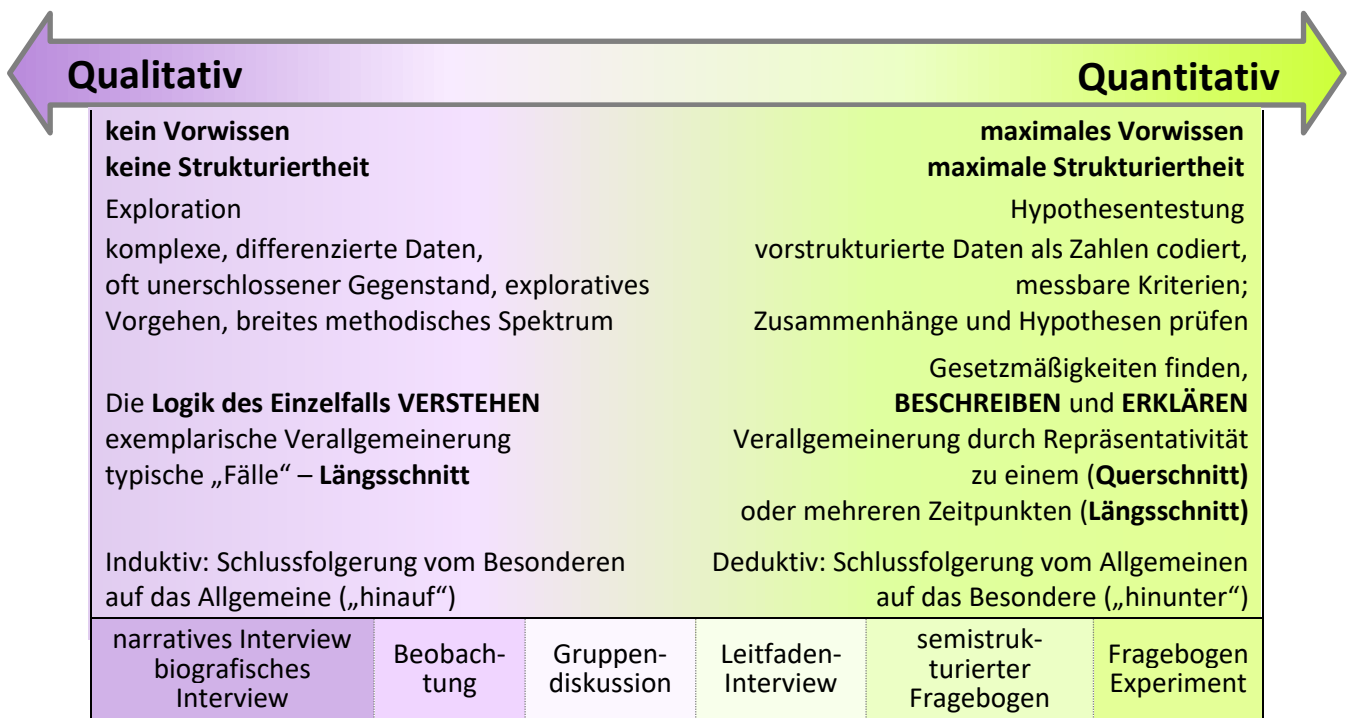 Qualitativ
Quantitativ
kein Vorwissen
keine Strukturiertheit
Exploration
komplexe, differenzierte Daten,
oft unerschlossener Gegenstand, exploratives
Vorgehen, breites methodisches Spektrum
Die Logik des Einzelfalls VERSTEHEN
exemplarische Verallgemeinerung
typische „Fälle“ – Längsschnitt
Induktiv: Schlussfolgerung vom Besonderen
auf das Allgemeine („hinauf“)
maximales Vorwissen
maximale Strukturiertheit
Hypothesentestung
vorstrukturierte Daten als Zahlen codiert,
messbare Kriterien;
Zusammenhänge und Hypothesen prüfen
Gesetzmäßigkeiten finden,
BESCHREIBEN und ERKLÄREN
Verallgemeinerung durch Repräsentativität
zu einem (Querschnitt)
oder mehreren Zeitpunkten (Längsschnitt)
Deduktiv: Schlussfolgerung vom Allgemeinen
auf das Besondere („hinunter“)
narratives Interview
biografisches
Interview
Beobach-
tung
Gruppen-
diskussion
Leitfaden-
Interview
semistruk-
turierter
Fragebogen
Fragebogen
Experiment